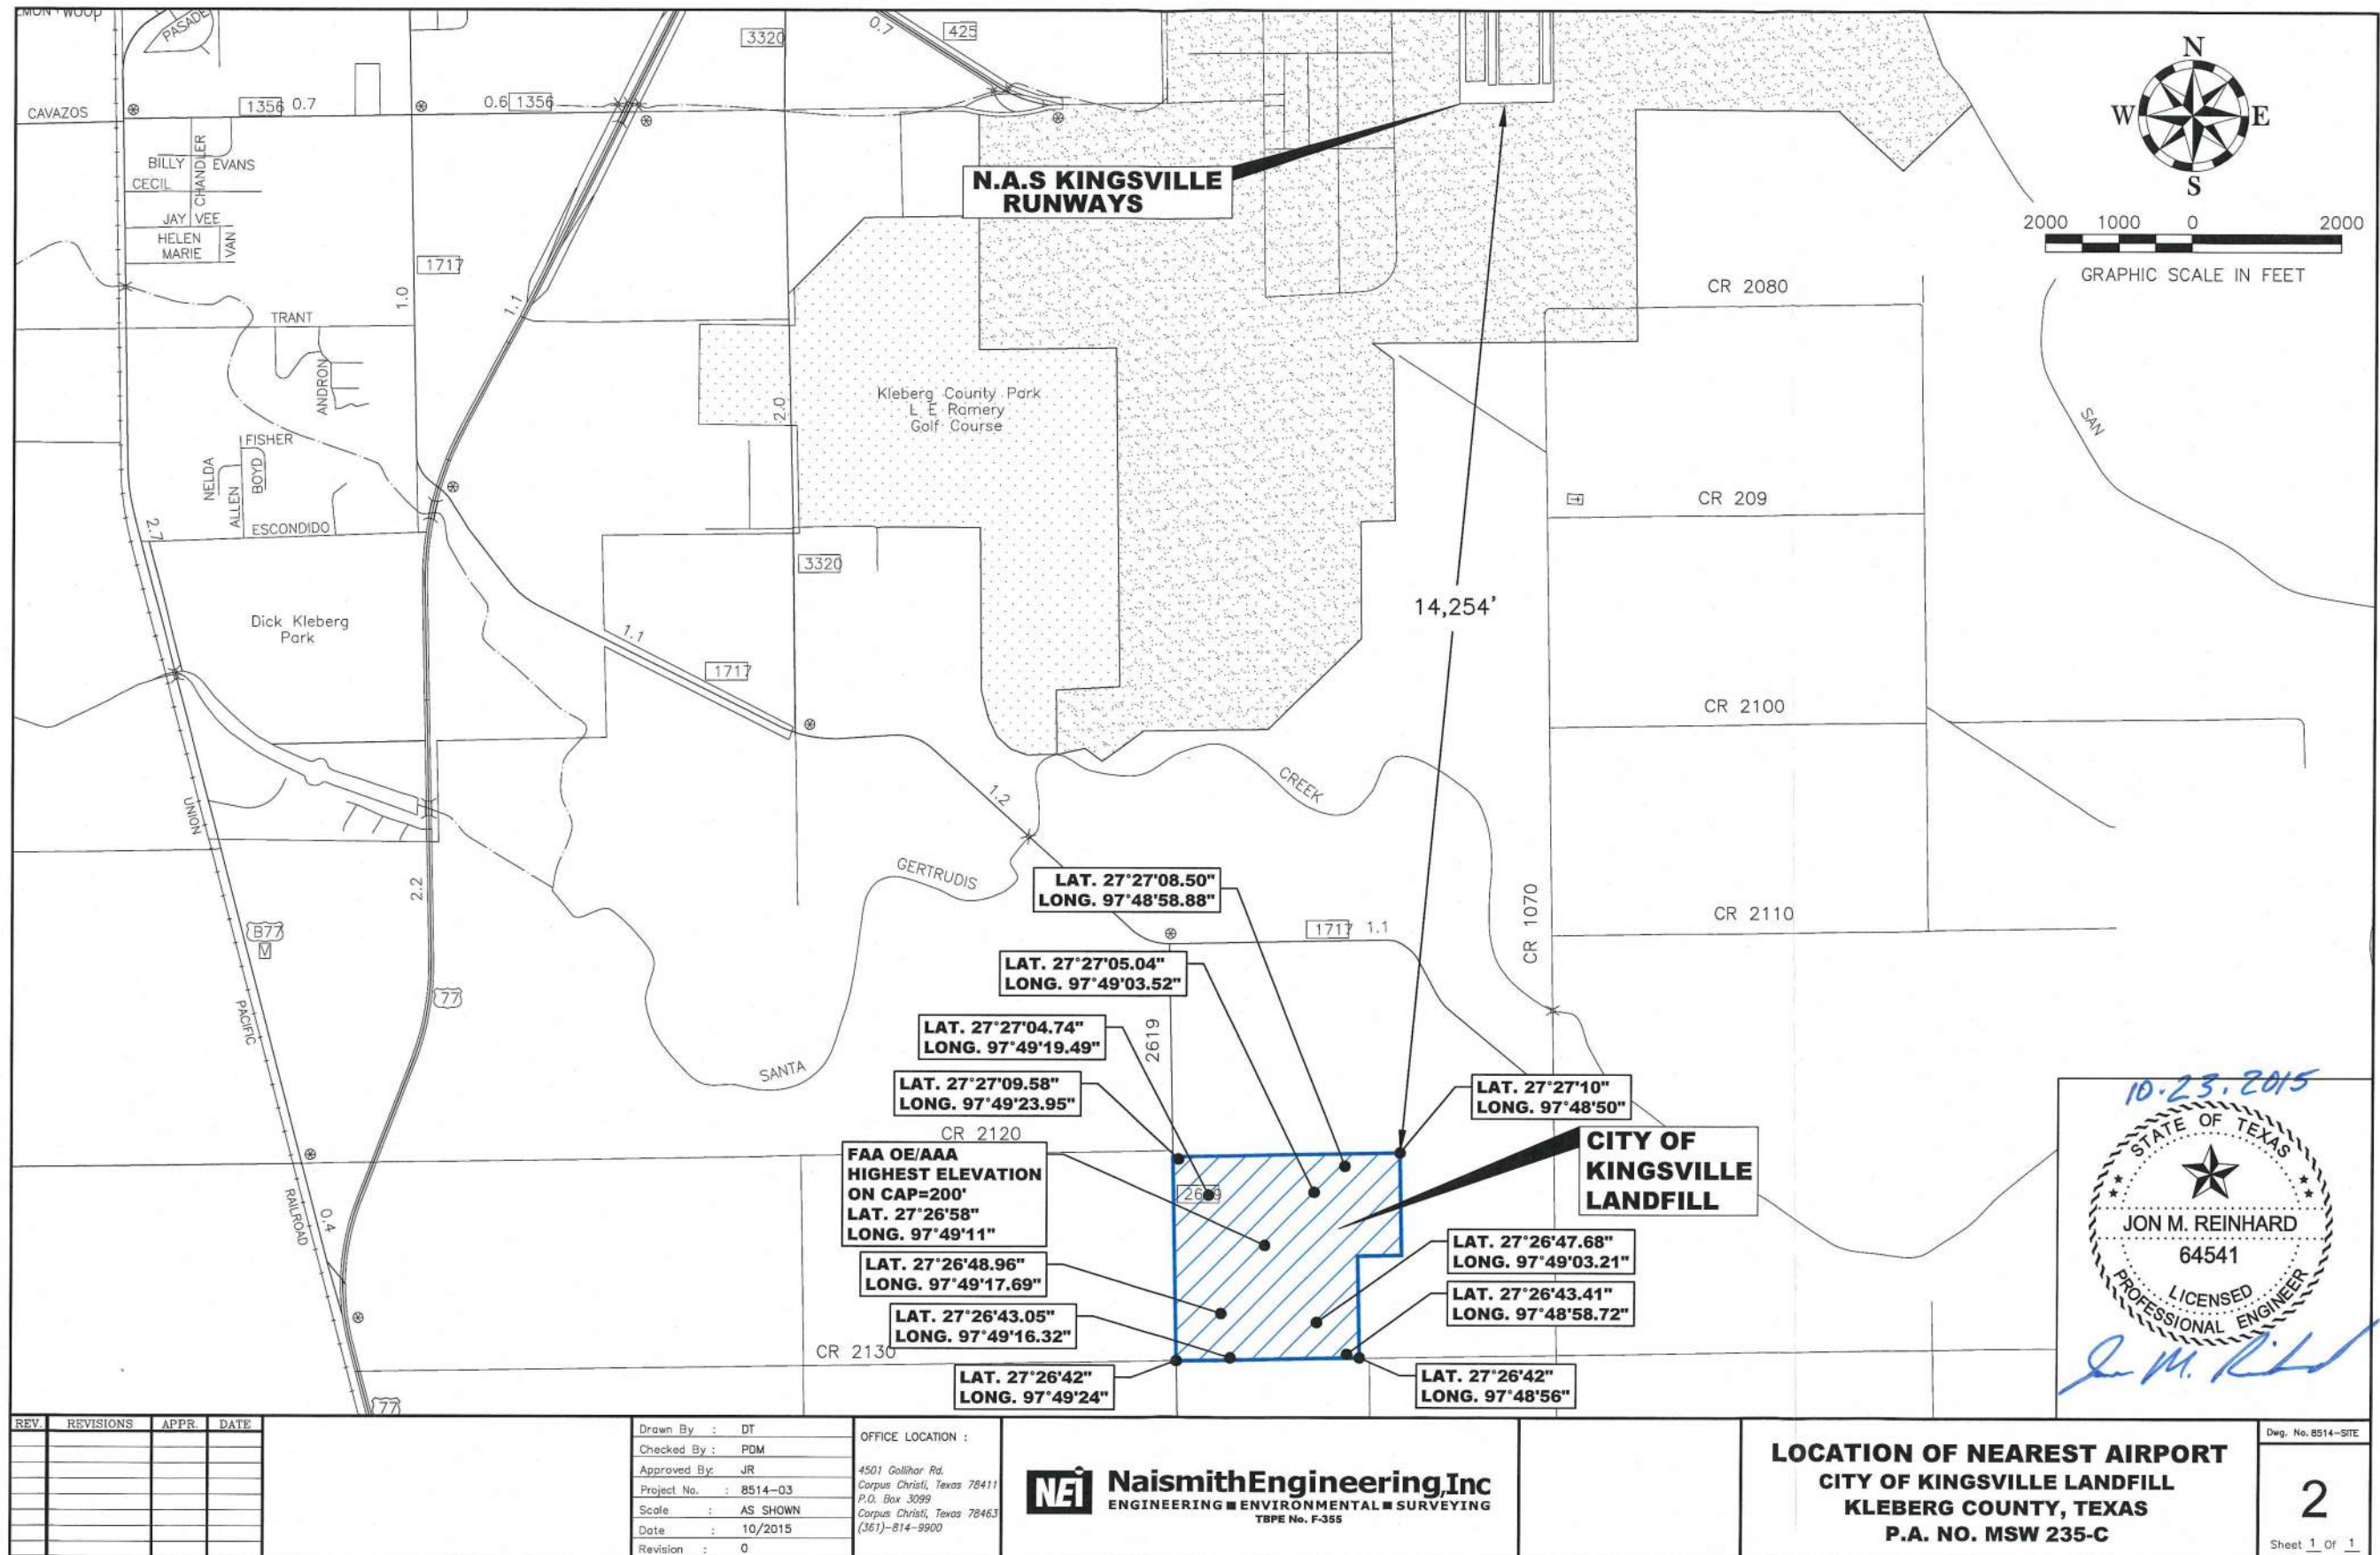 PASADE
CAVAZOS
1356 0.7
0.6 1356
3320
0.7
425
BILLY
CHANDLER
EVANS
CECIL
JAY VEE
HELEN
MARIE
VAN
1717
1.0
1.1
TRANT
ANDRON
FISHER
NELDA
ALLEN
BOYD
ESCONDIDO
2.7
2.0
3320
Dick Kleberg
Park
1.1
1717
Kleberg County Park
L E Ramery
Golf Course
N.A.S KINGSVILLE
RUNWAYS
N
W
E
S
2000 1000 0 2000
GRAPHIC SCALE IN FEET
CR 2080
SAN
CR 209
14,254'
CR 2100
CREEK
1.2
UNION
GERTRUDIS
2.2
B77
M
PACIFIC
77
SANTA
CR 1070
CR 2110
1717 1.1
2619
LAT. 27°27'08.50"
LONG. 97°48'58.88"
LAT. 27°27'05.04"
LONG. 97°49'03.52"
LAT. 27°27'04.74"
LONG. 97°49'19.49"
LAT. 27°27'09.58"
LONG. 97°49'23.95"
LAT. 27°27'10"
LONG. 97°48'50"
CR 2120
FAA OE/AAA
HIGHEST ELEVATION
ON CAP=200'
LAT. 27°26'58"
LONG. 97°49'11"
CITY OF
KINGSVILLE
LANDFILL
LAT. 27°26'48.96"
LONG. 97°49'17.69"
LAT. 27°26'47.68"
LONG. 97°49'03.21"
LAT. 27°26'43.05"
LONG. 97°49'16.32"
LAT. 27°26'43.41"
LONG. 97°48'58.72"
CR 2130
LAT. 27°26'42"
LONG. 97°49'24"
LAT. 27°26'42"
LONG. 97°48'56"
RAILROAD
0.4
77
10.23.2015
STATE OF TEXAS
JON M. REINHARD
64541
LICENSED
PROFESSIONAL ENGINEER
REV. REVISIONS APPR. DATE
Drawn By : DT
Checked By : PDM
Approved By: JR
Project No. : 8514-03
Scale : AS SHOWN
Date : 10/2015
Revision : 0
OFFICE LOCATION :
4501 Gollihar Rd.
Corpus Christi, Texas 78411
P.O. Box 3099
Corpus Christi, Texas 78463
(361)-814-9900
NEi
NaismithEngineering,Inc
ENGINEERING ■ ENVIRONMENTAL ■ SURVEYING
TBPE No. F-355
LOCATION OF NEAREST AIRPORT
CITY OF KINGSVILLE LANDFILL
KLEBERG COUNTY, TEXAS
P.A. NO. MSW 235-C
Dwg. No. 8514-SITE
2
Sheet 1 Of 1